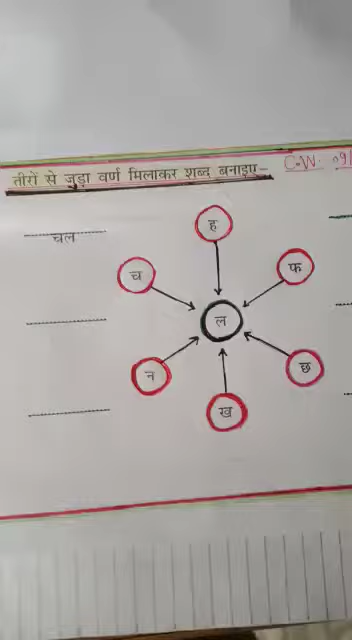 C.W.
तीरों से जुड़ा वर्ण मिलाकर शब्द बनाइए-
चल
ह
च
फ
ल
न
छ
ख